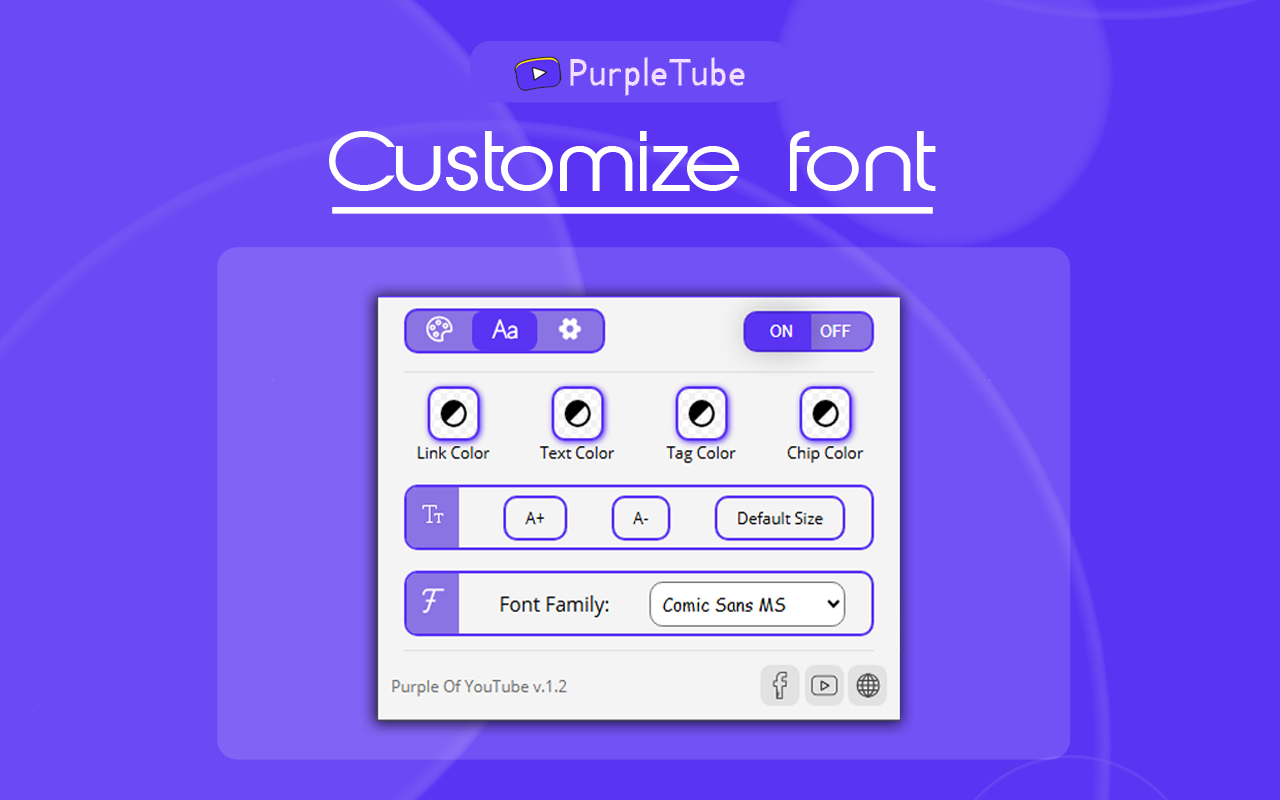 PurpleTube
Customize font
Aa
ON OFF
Link Color Text Color Tag Color Chip Color
TT A+ A- Default Size
F Font Family: Comic Sans MS
Purple Of YouTube v.1.2